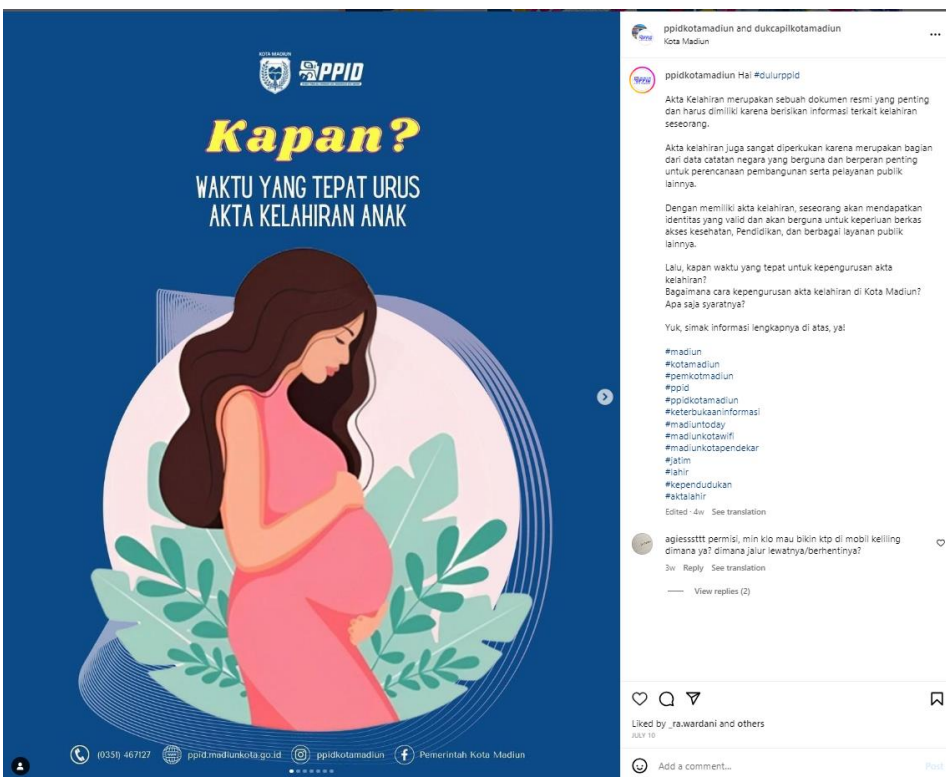 KOTA MADIUN
PPID
Kapan?
WAKTU YANG TEPAT URUS
AKTA KELAHIRAN ANAK
(0351) 467127
ppid.madiunkota.go.id
ppidkotamadiun
Pemerintah Kota Madiun
ppidkotamadiun and dukcapilkotamadiun
Kota Madiun
ppidkotamadiun Hai #dulurppid
Akta Kelahiran merupakan sebuah dokumen resmi yang penting
dan harus dimiliki karena berisikan informasi terkait kelahiran
seseorang.
Akta kelahiran juga sangat diperkukan karena merupakan bagian
dari data catatan negara yang berguna dan berperan penting
untuk perencanaan pembangunan serta pelayanan publik
lainnya.
Dengan memiliki akta kelahiran, seseorang akan mendapatkan
identitas yang valid dan akan berguna untuk keperluan berkas
akses kesehatan, Pendidikan, dan berbagai layanan publik
lainnya.
Lalu, kapan waktu yang tepat untuk kepengurusan akta
kelahiran?
Bagaimana cara kepengurusan akta kelahiran di Kota Madiun?
Apa saja syaratnya?
Yuk, simak informasi lengkapnya di atas, ya!
#madiun
#kotamadiun
#pemkotmadiun
#ppid
#ppidkotamadiun
#keterbukaaninformasi
#madiuntoday
#madiunkotawifi
#madiunkotapendekar
#jatim
#lahir
#kependudukan
#aktalahir
Edited · 4w See translation
agiesssttt permisi, min klo mau bikin ktp di mobil keliling
dimana ya? dimana jalur lewatnya/berhentinya?
3w Reply See translation
View replies (2)
Liked by _ra.wardani and others
JULY 10
Add a comment...
Post